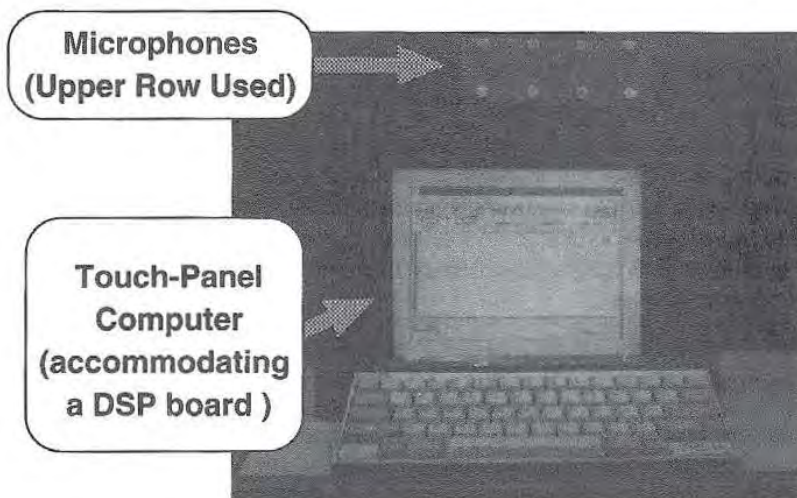 Microphones
(Upper Row Used)
Touch-Panel
Computer
(accommodating
a DSP board )